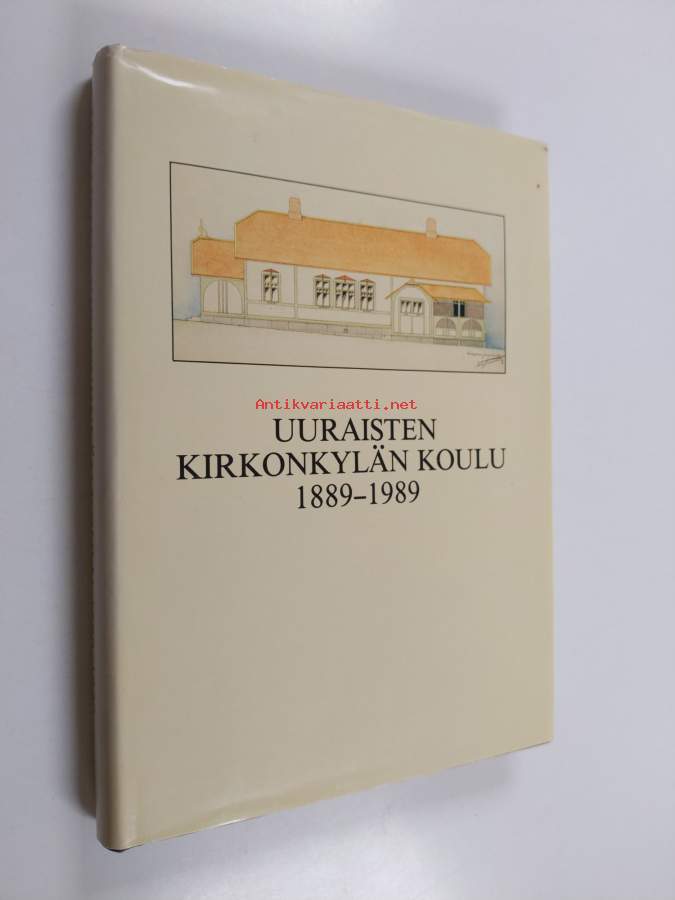 Antikvariaatti.net
UURAISTEN
KIRKONKYLÄN KOULU
1889–1989